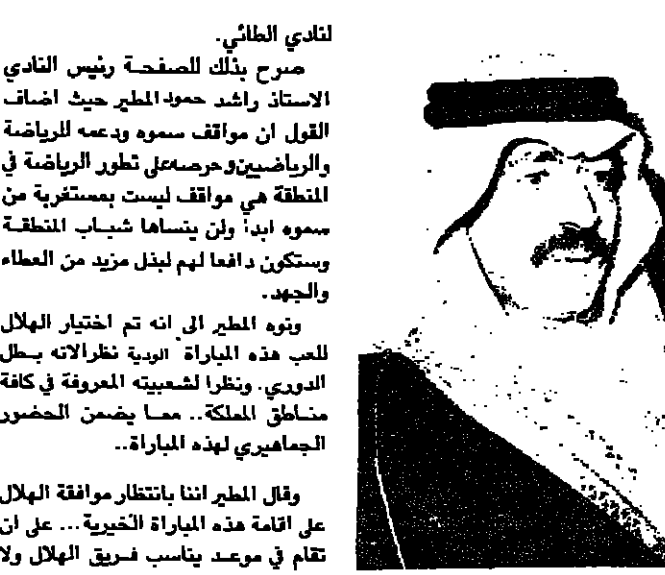 لنادي الطائي.
صرح بذلك للصفحة رئيس النادي
الاستاذ راشد حمود المطير حيث اضاف
القول ان مواقف سموه ودعمه للرياضة
والرياضيين وحرصه على تطور الرياضة في
المنطقة هي مواقف ليست بمستغربة من
سموه ابدا ولن ينساها شباب المنطقة
وستكون دافعا لهم لبذل مزيد من العطاء
والجهد.
ونوه المطير الى انه تم اختيار الهلال
للعب هذه المباراة الودية نظرالانه بطل
الدوري. ونظرا لشعبيته المعروفة في كافة
مناطق المملكة.. مما يضمن الحضور
الجماهيري لهذه المباراة..
وقال المطير اننا بانتظار موافقة الهلال
على اقامة هذه المباراة الخيرية... على ان
تقام في موعد يناسب فريق الهلال ولا